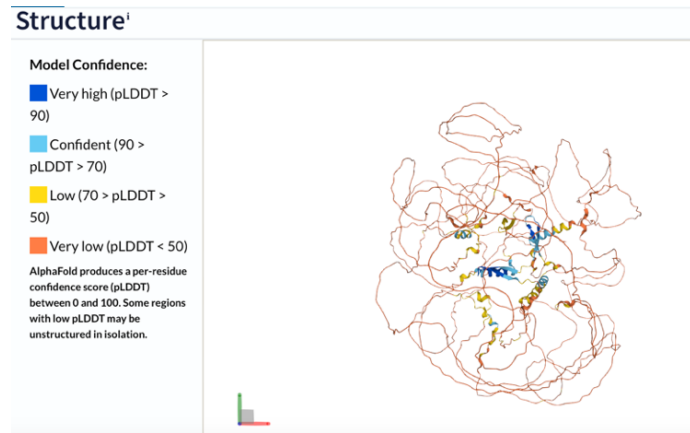 Structureⁱ
Model Confidence:
Very high (pLDDT >
90)
Confident (90 >
pLDDT > 70)
Low (70 > pLDDT >
50)
Very low (pLDDT < 50)
AlphaFold produces a per-residue
confidence score (pLDDT)
between 0 and 100. Some regions
with low pLDDT may be
unstructured in isolation.